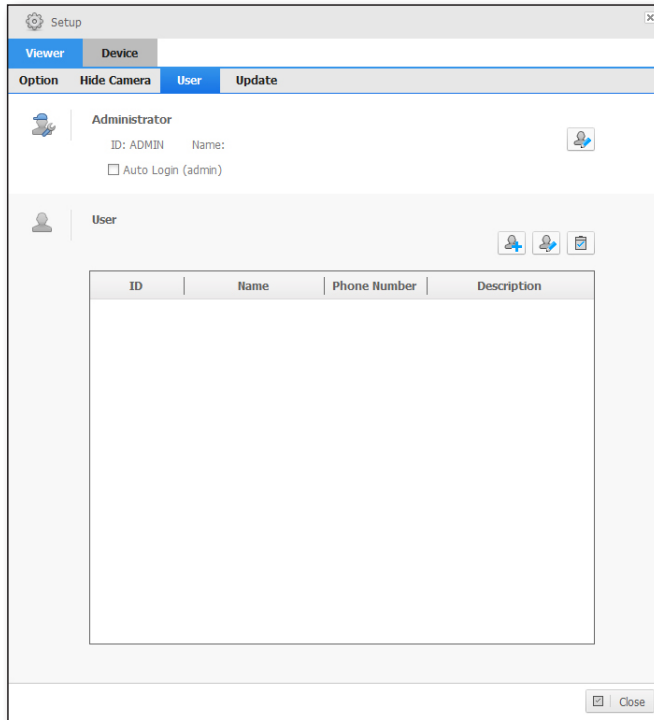 Setup
Viewer Device
Option Hide Camera User Update
Administrator
ID: ADMIN Name:
Auto Login (admin)
User
ID Name Phone Number Description
Close